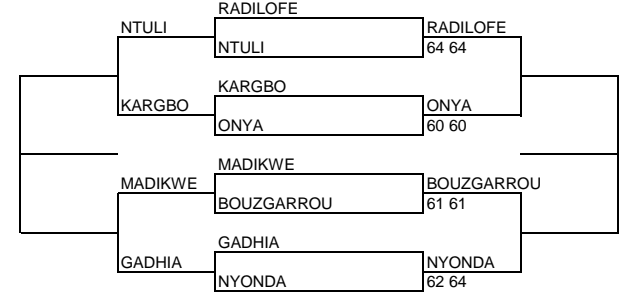 RADILOFE
NTULI
RADILOFE
NTULI
64 64
KARGBO
KARGBO
ONYA
ONYA
60 60
MADIKWE
MADIKWE
BOUZGARROU
BOUZGARROU
61 61
GADHIA
GADHIA
NYONDA
NYONDA
62 64